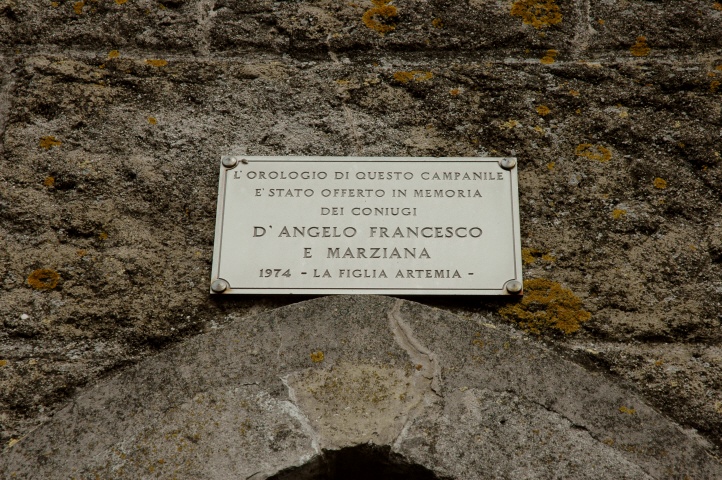 L'OROLOGIO DI QUESTO CAMPANILE
E' STATO OFFERTO IN MEMORIA
DEI CONIUGI
D'ANGELO FRANCESCO
E MARZIANA
1974 - LA FIGLIA ARTEMIA -